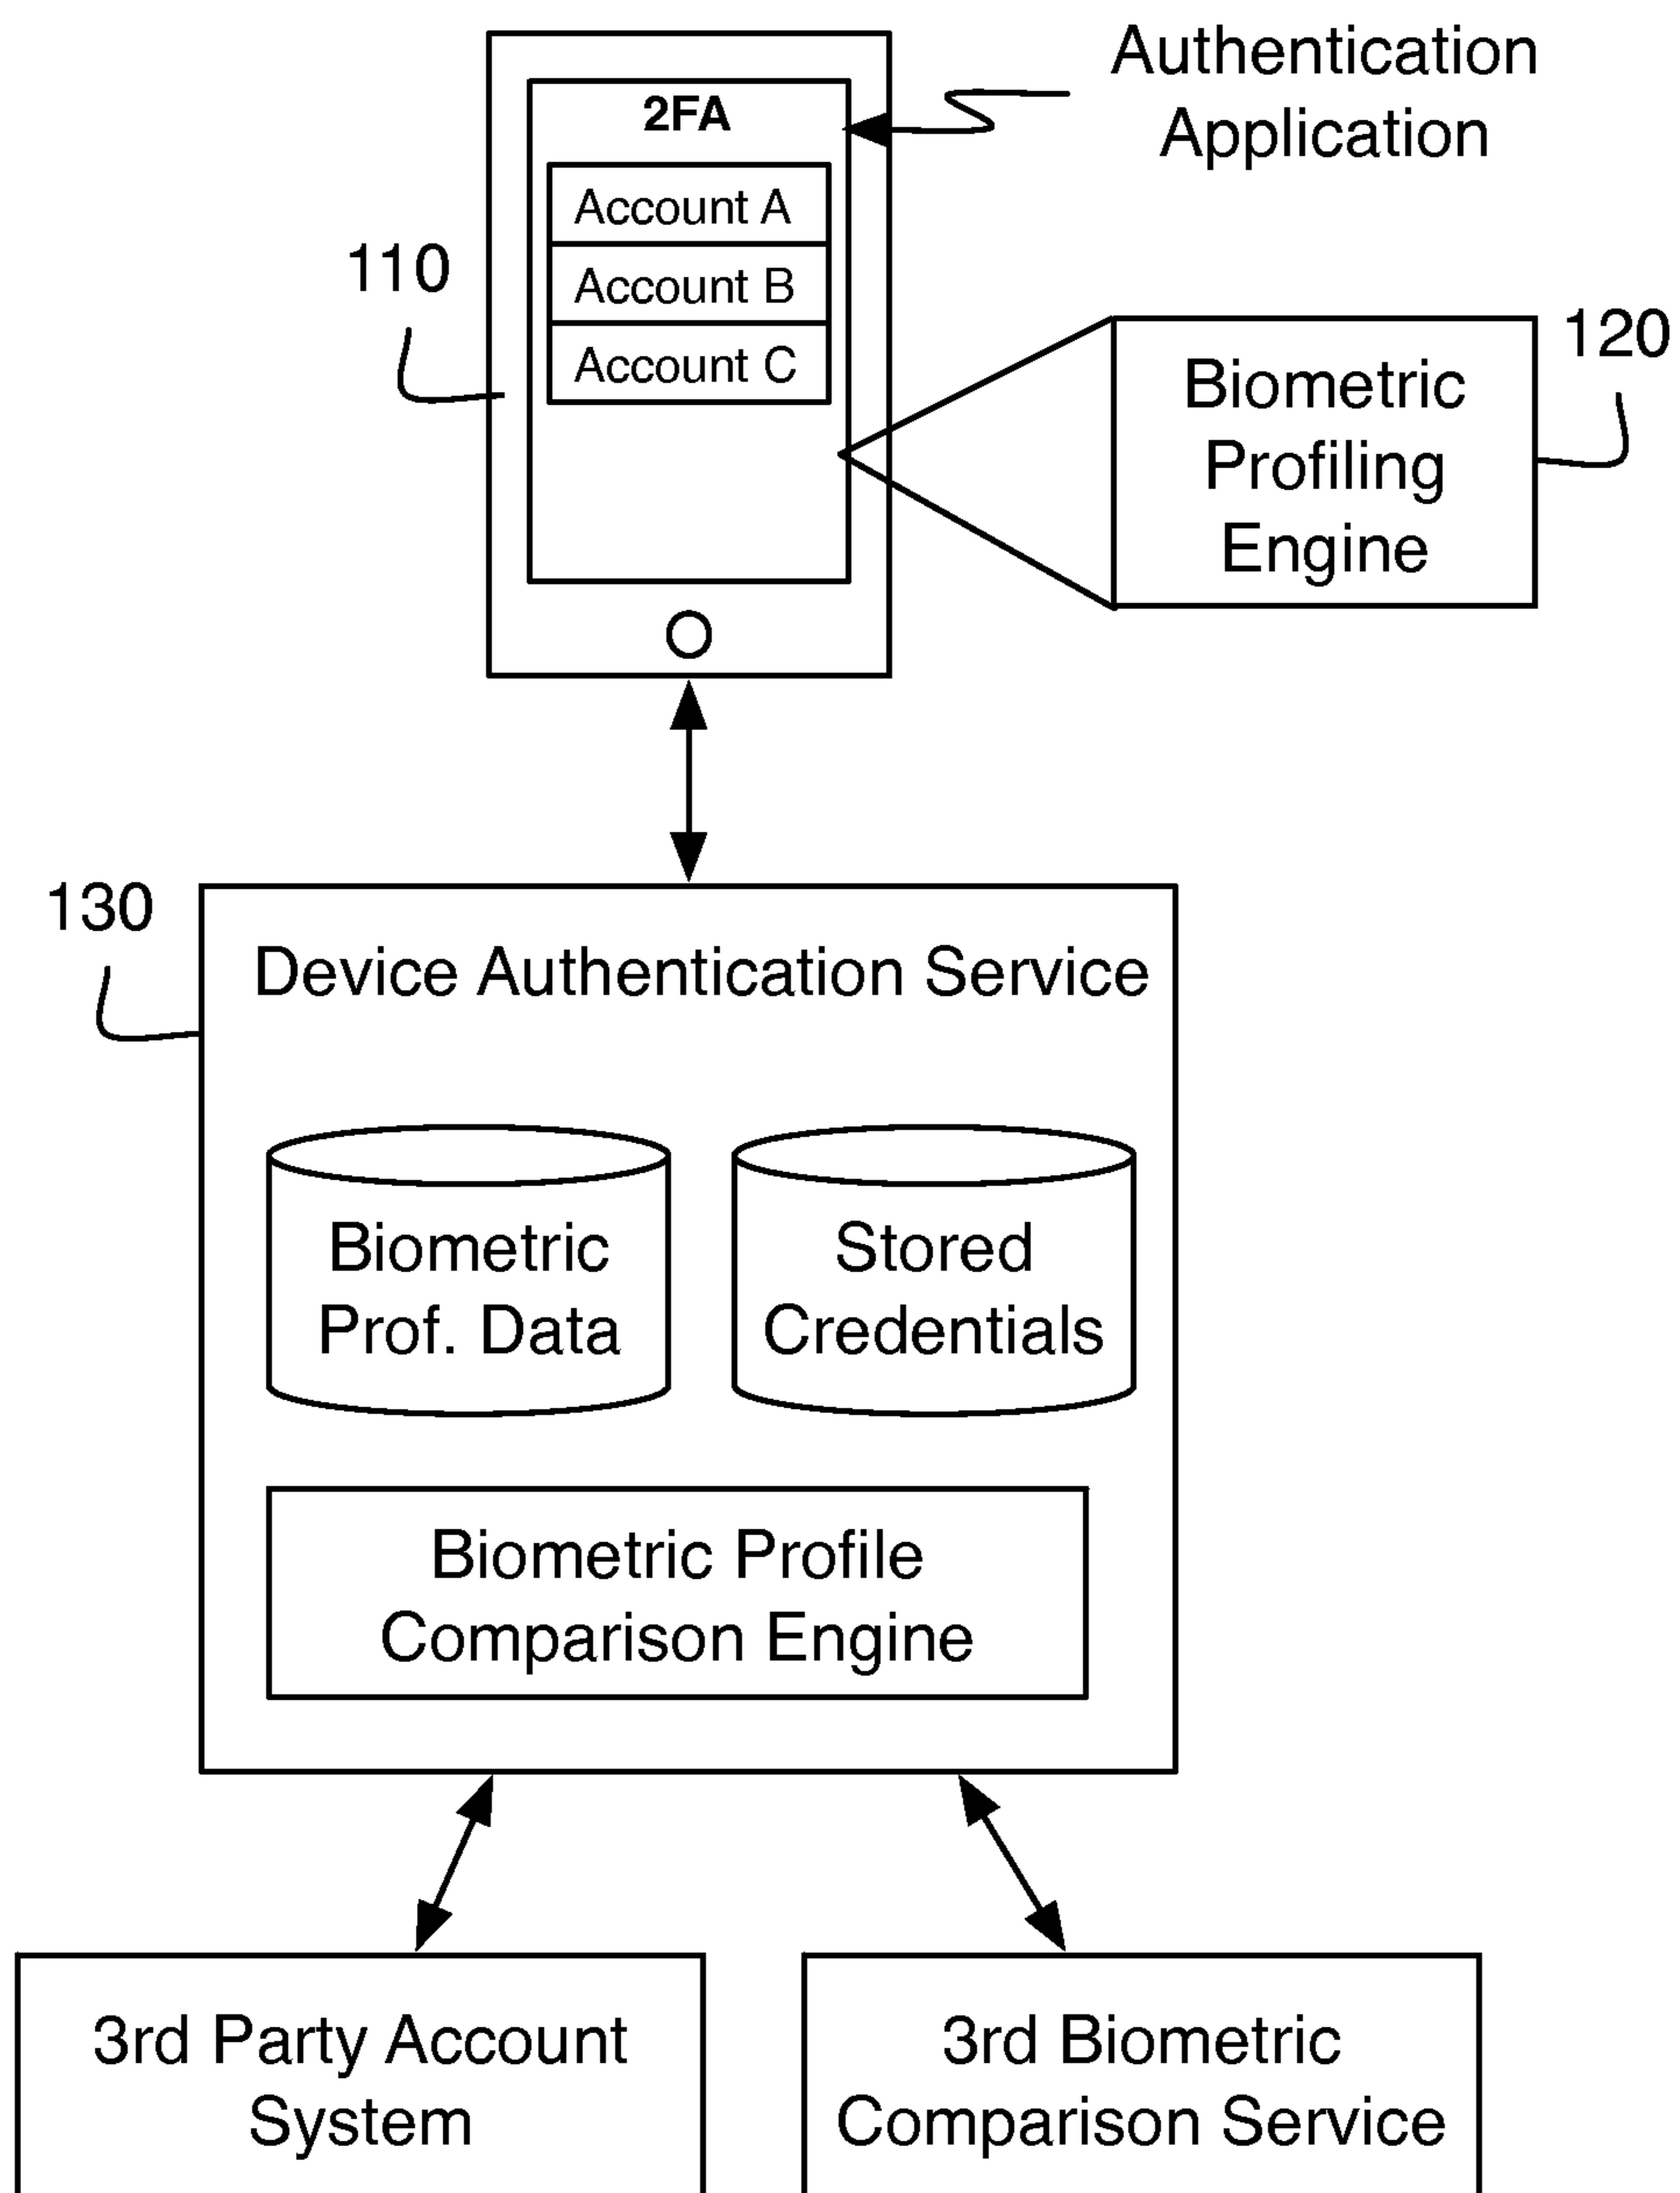 Authentication
Application
2FA
Account A
Account B
Account C
110
120
Biometric
Profiling
Engine
130
Device Authentication Service
Biometric
Prof. Data
Stored
Credentials
Biometric Profile
Comparison Engine
3rd Party Account
System
3rd Biometric
Comparison Service